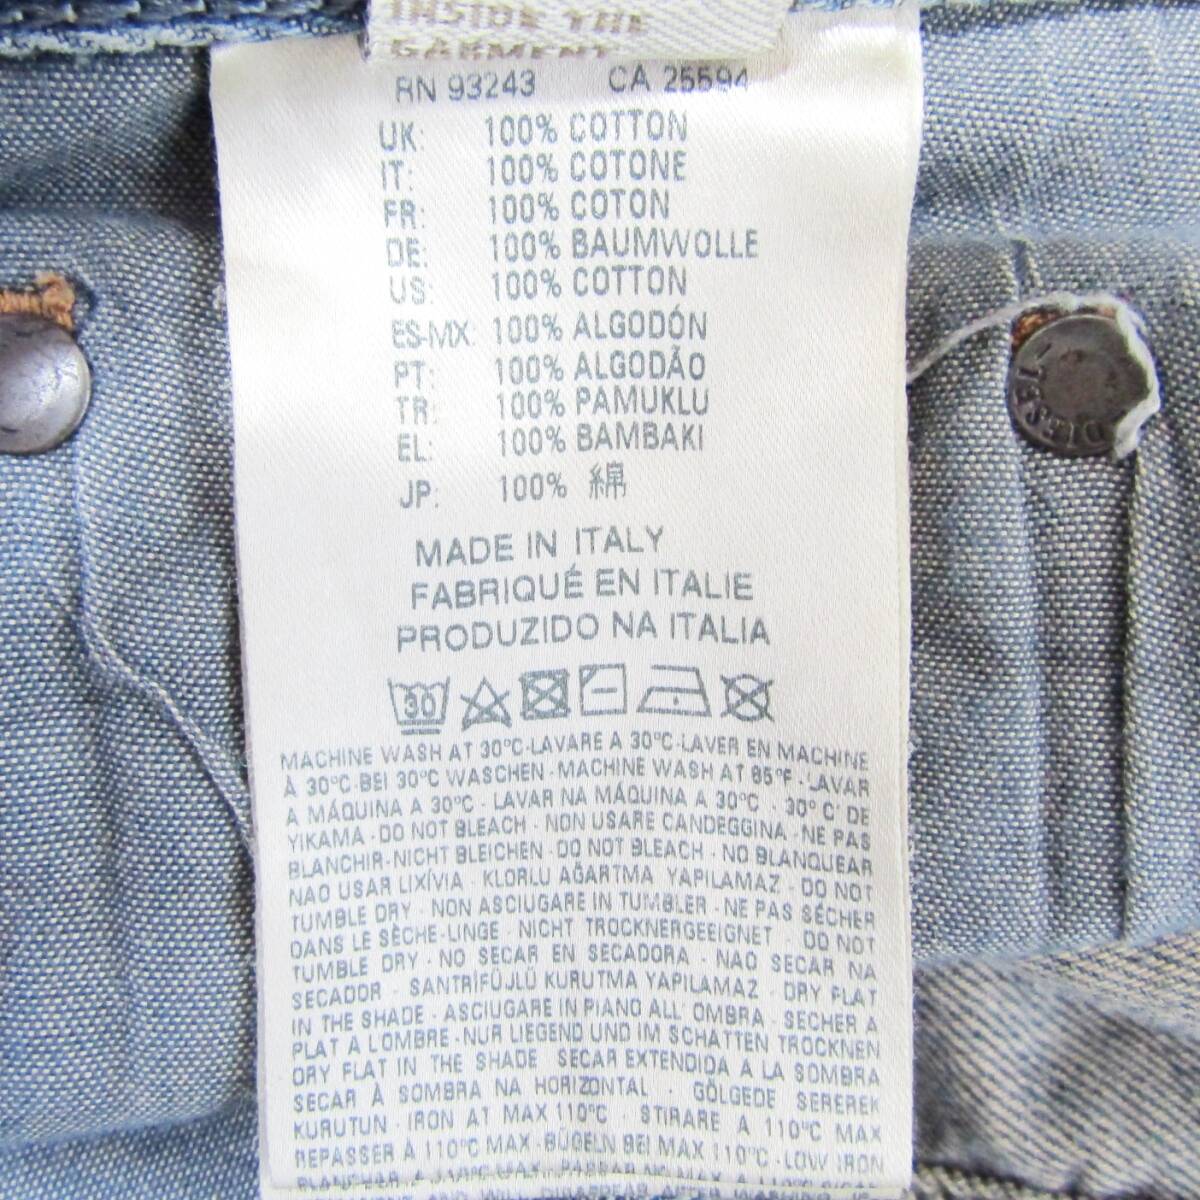 INSIDE THE
GARMENT
RN 93243 CA 25594
UK: 100% COTTON
IT: 100% COTONE
FR: 100% COTON
DE: 100% BAUMWOLLE
US: 100% COTTON
ES-MX: 100% ALGODÓN
PT: 100% ALGODÃO
TR: 100% PAMUKLU
EL: 100% BAMBAKI
JP: 100% 綿
MADE IN ITALY
FABRIQUÉ EN ITALIE
PRODUZIDO NA ITALIA
30
MACHINE WASH AT 30°C-LAVARE A 30°C-LAVER EN MACHINE
À 30°C-BEI 30°C WASCHEN - MACHINE WASH AT 85°F - LAVAR
A MÁQUINA A 30°C - LAVAR NA MÁQUINA A 30°C - 30° C' DE
YIKAMA - DO NOT BLEACH - NON USARE CANDEGGINA - NE PAS
BLANCHIR-NICHT BLEICHEN - DO NOT BLEACH - NO BLANQUEAR
NAO USAR LIXÍVIA - KLORLU AĞARTMA YAPILAMAZ - DO NOT
TUMBLE DRY - NON ASCIUGARE IN TUMBLER - NE PAS SÉCHER
DANS LE SÈCHE-LINGE - NICHT TROCKNERGEEIGNET - DO NOT
TUMBLE DRY - NO SECAR EN SECADORA - NAO SECAR NA
SECADOR - SANTRİFÜJLÜ KURUTMA YAPILAMAZ - DRY FLAT
IN THE SHADE - ASCIUGARE IN PIANO ALL' OMBRA - SECHER A
PLAT A L'OMBRE - NUR LIEGEND UND IM SCHATTEN TROCKNEN
DRY FLAT IN THE SHADE SECAR EXTENDIDA A LA SOMBRA
SECAR À SOMBRA NA HORIZONTAL - GÖLGEDE SEREREK
KURUTUN - IRON AT MAX 110°C - STIRARE A 110°C MAX
REPASSER À 110°C MAX - BÜGELN BEI MAX 110°C - LOW IRON
DIESEL